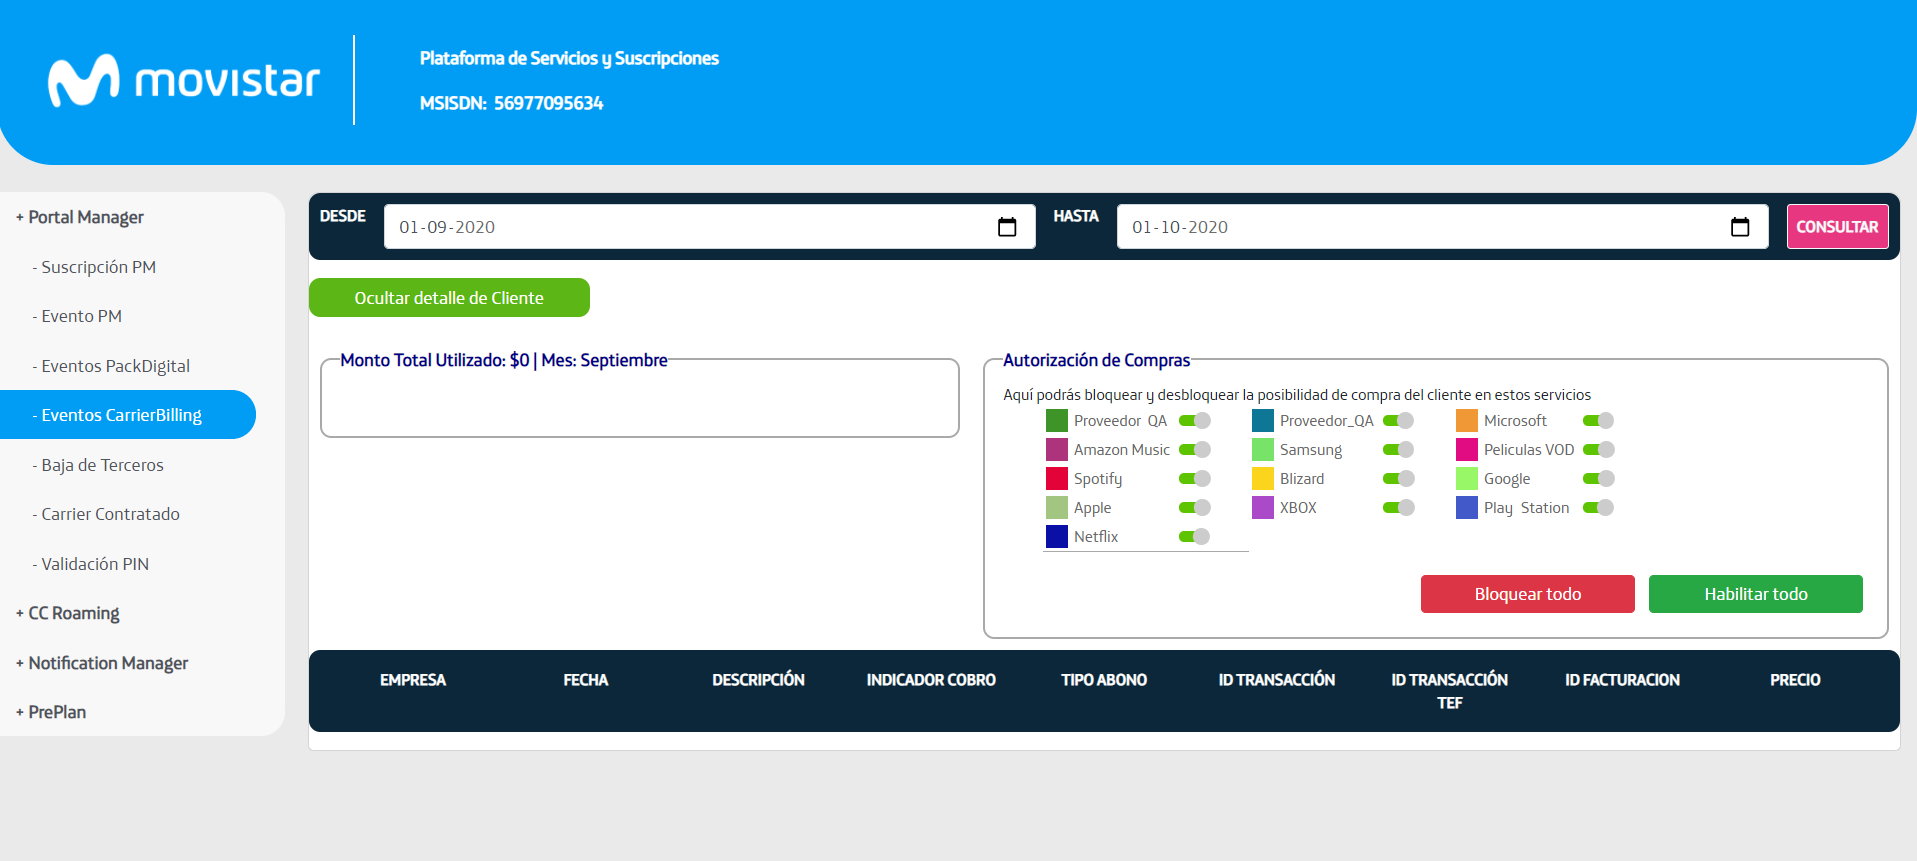 movistar
Plataforma de Servicios y Suscripciones
MSISDN: 56977095634
+ Portal Manager
- Suscripción PM
- Evento PM
- Eventos PackDigital
- Eventos CarrierBilling
- Baja de Terceros
- Carrier Contratado
- Validación PIN
+ CC Roaming
+ Notification Manager
+ PrePlan
DESDE 01-09-2020 HASTA 01-10-2020 CONSULTAR
Ocultar detalle de Cliente
Monto Total Utilizado: $0 | Mes: Septiembre
Autorización de Compras
Aquí podrás bloquear y desbloquear la posibilidad de compra del cliente en estos servicios
Proveedor QA Proveedor_QA Microsoft
Amazon Music Samsung Peliculas VOD
Spotify Blizard Google
Apple XBOX Play Station
Netflix
Bloquear todo Habilitar todo
EMPRESA FECHA DESCRIPCIÓN INDICADOR COBRO TIPO ABONO ID TRANSACCIÓN ID TRANSACCIÓN ID FACTURACION PRECIO
TEF